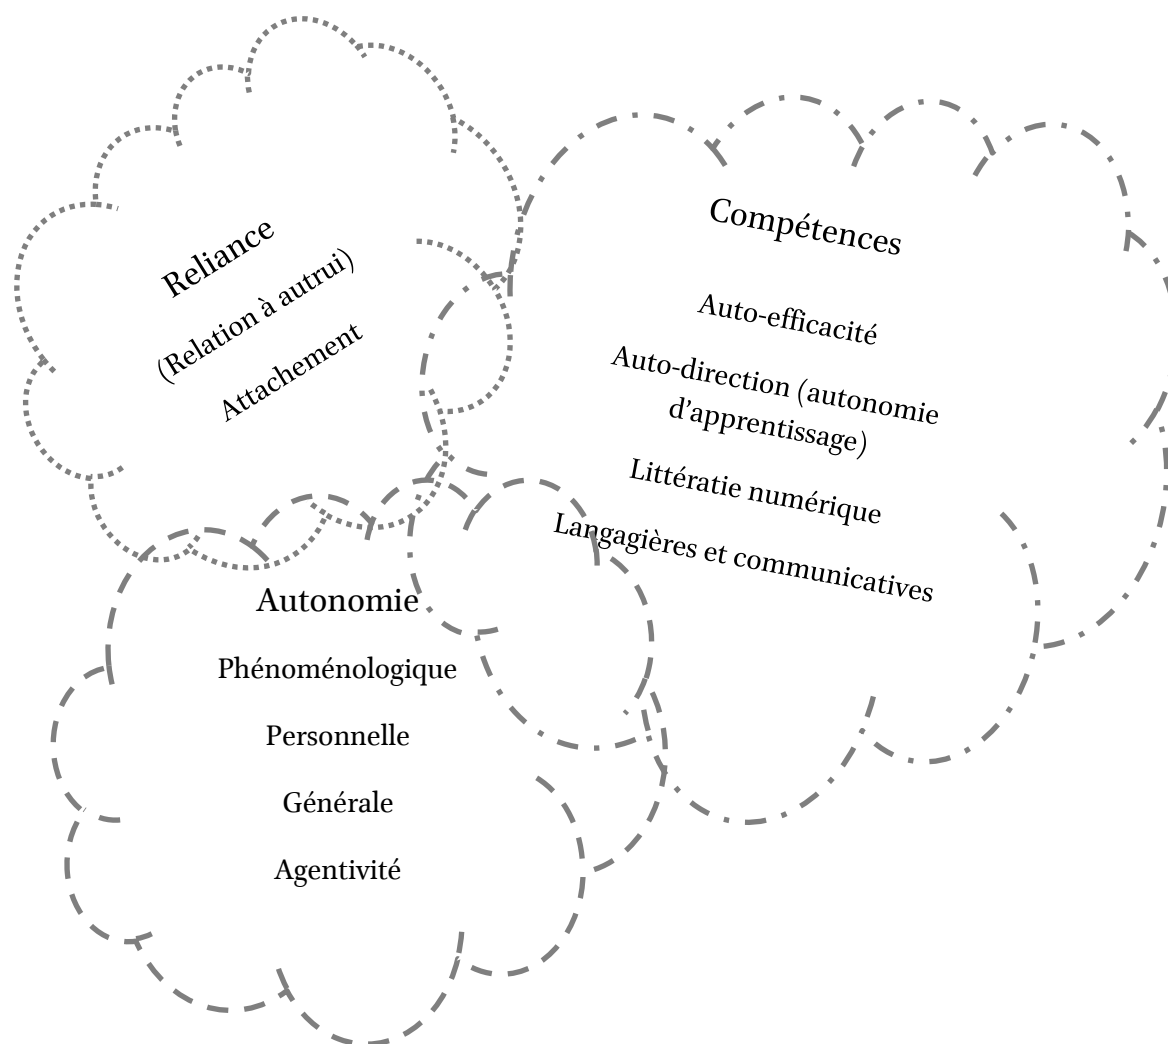 Reliance
(Relation à autrui)
Attachement
Compétences
Auto-efficacité
Auto-direction (autonomie
d’apprentissage)
Littératie numérique
Langagières et communicatives
Autonomie
Phénoménologique
Personnelle
Générale
Agentivité